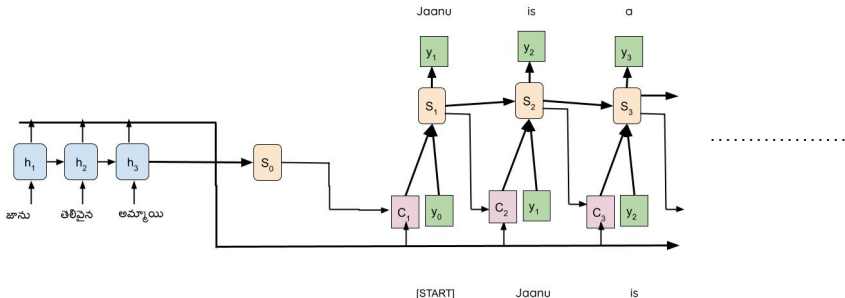 Jaanu is a
y1 y2 y3
S1 S2 S3
h1 h2 h3 S0
C1 y0 C2 y1 C3 y2
జాను తెలివైన అమ్మాయి
[START] Jaanu is